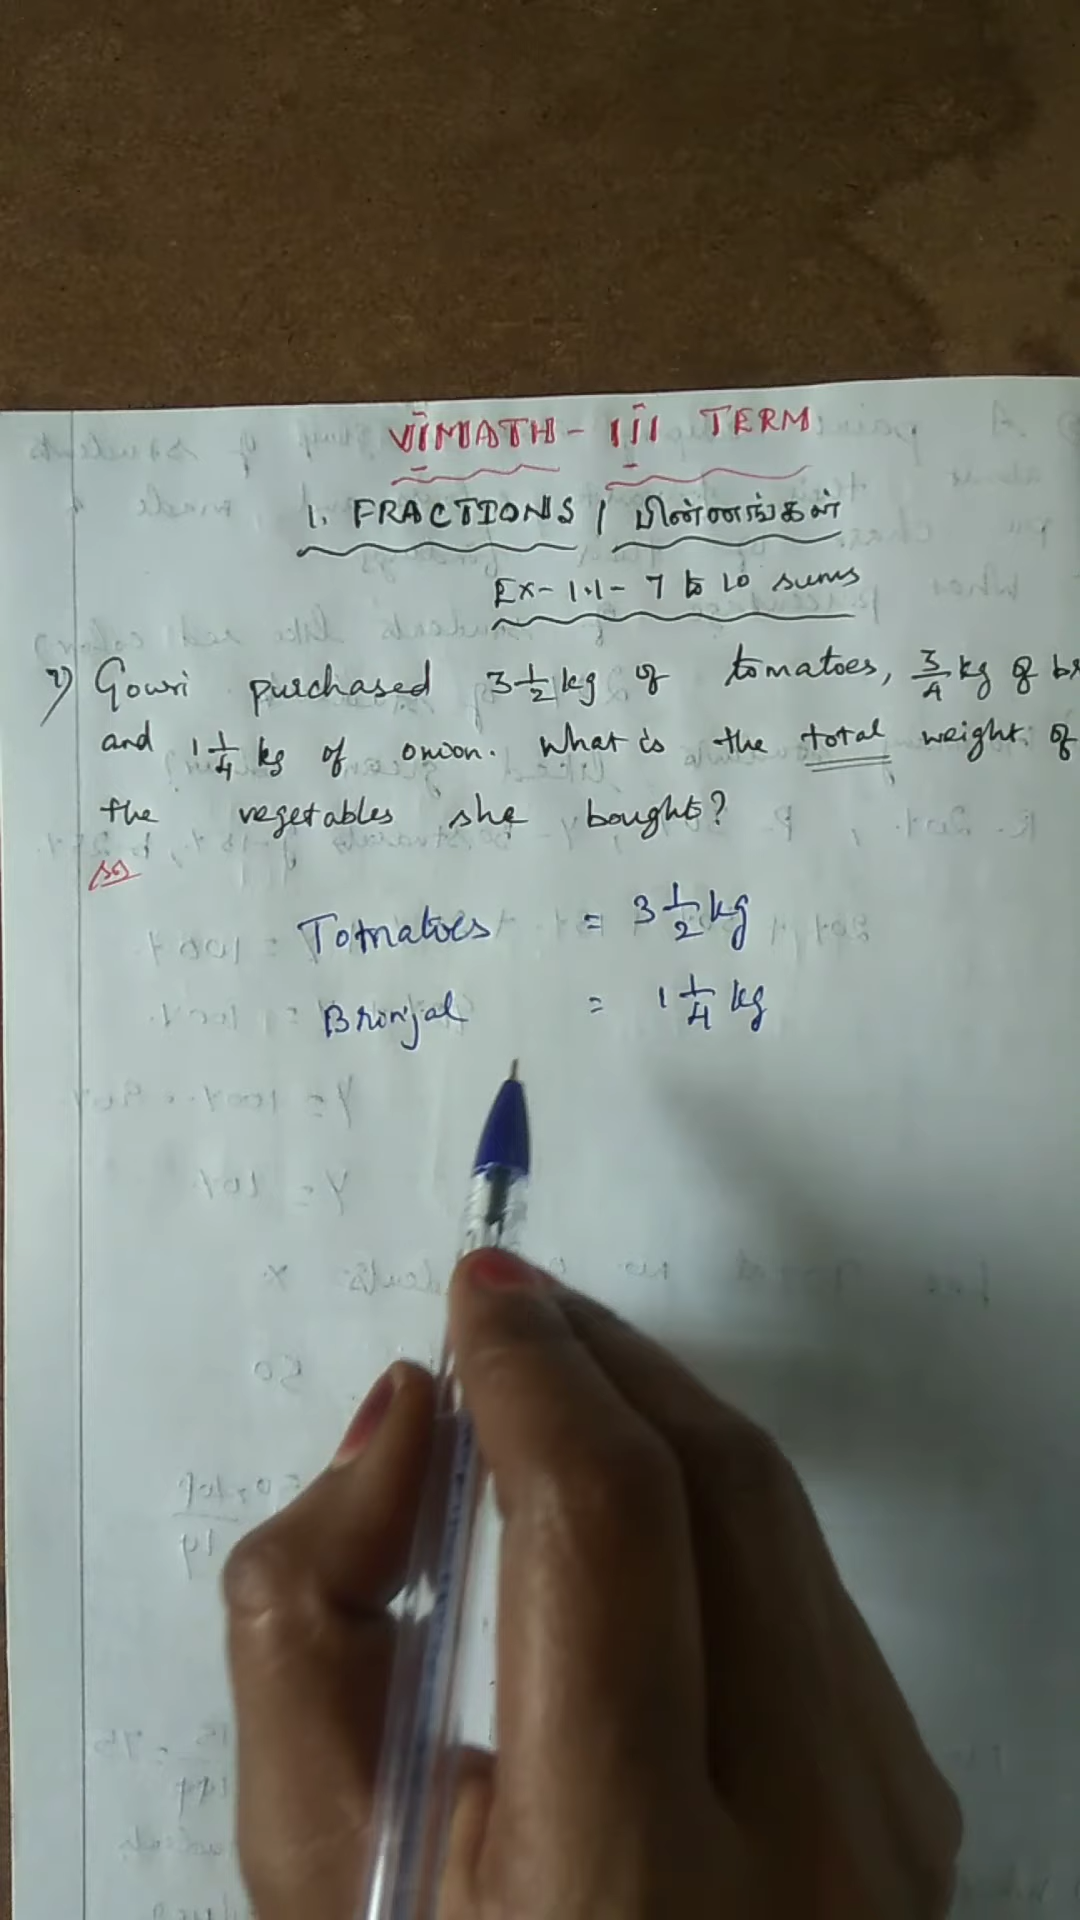 VI MATH - III TERM
1. FRACTIONS / பின்னங்கள்
Ex - 1.1 - 7 to 10 sums
7) Gowri purchased 3 1/2 kg of tomatoes, 3/4 kg of br
and 1 1/4 kg of onion. What is the total weight of
the vegetables she bought?
Tomatoes = 3 1/2 kg
Brinjal = 1 1/4 kg